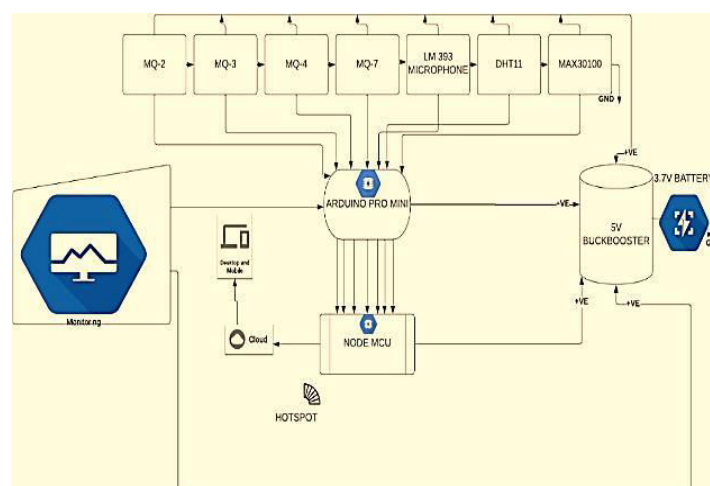 MQ-2
MQ-3
MQ-4
MQ-7
LM 393
MICROPHONE
DHT11
MAX30100
GND
+VE
3.7V BATTERY
ARDUINO PRO MINI
+VE
5V
BUCKBOOSTER
Desktop and
Mobile
+VE
+VE
Monitoring
Cloud
NODE MCU
HOTSPOT